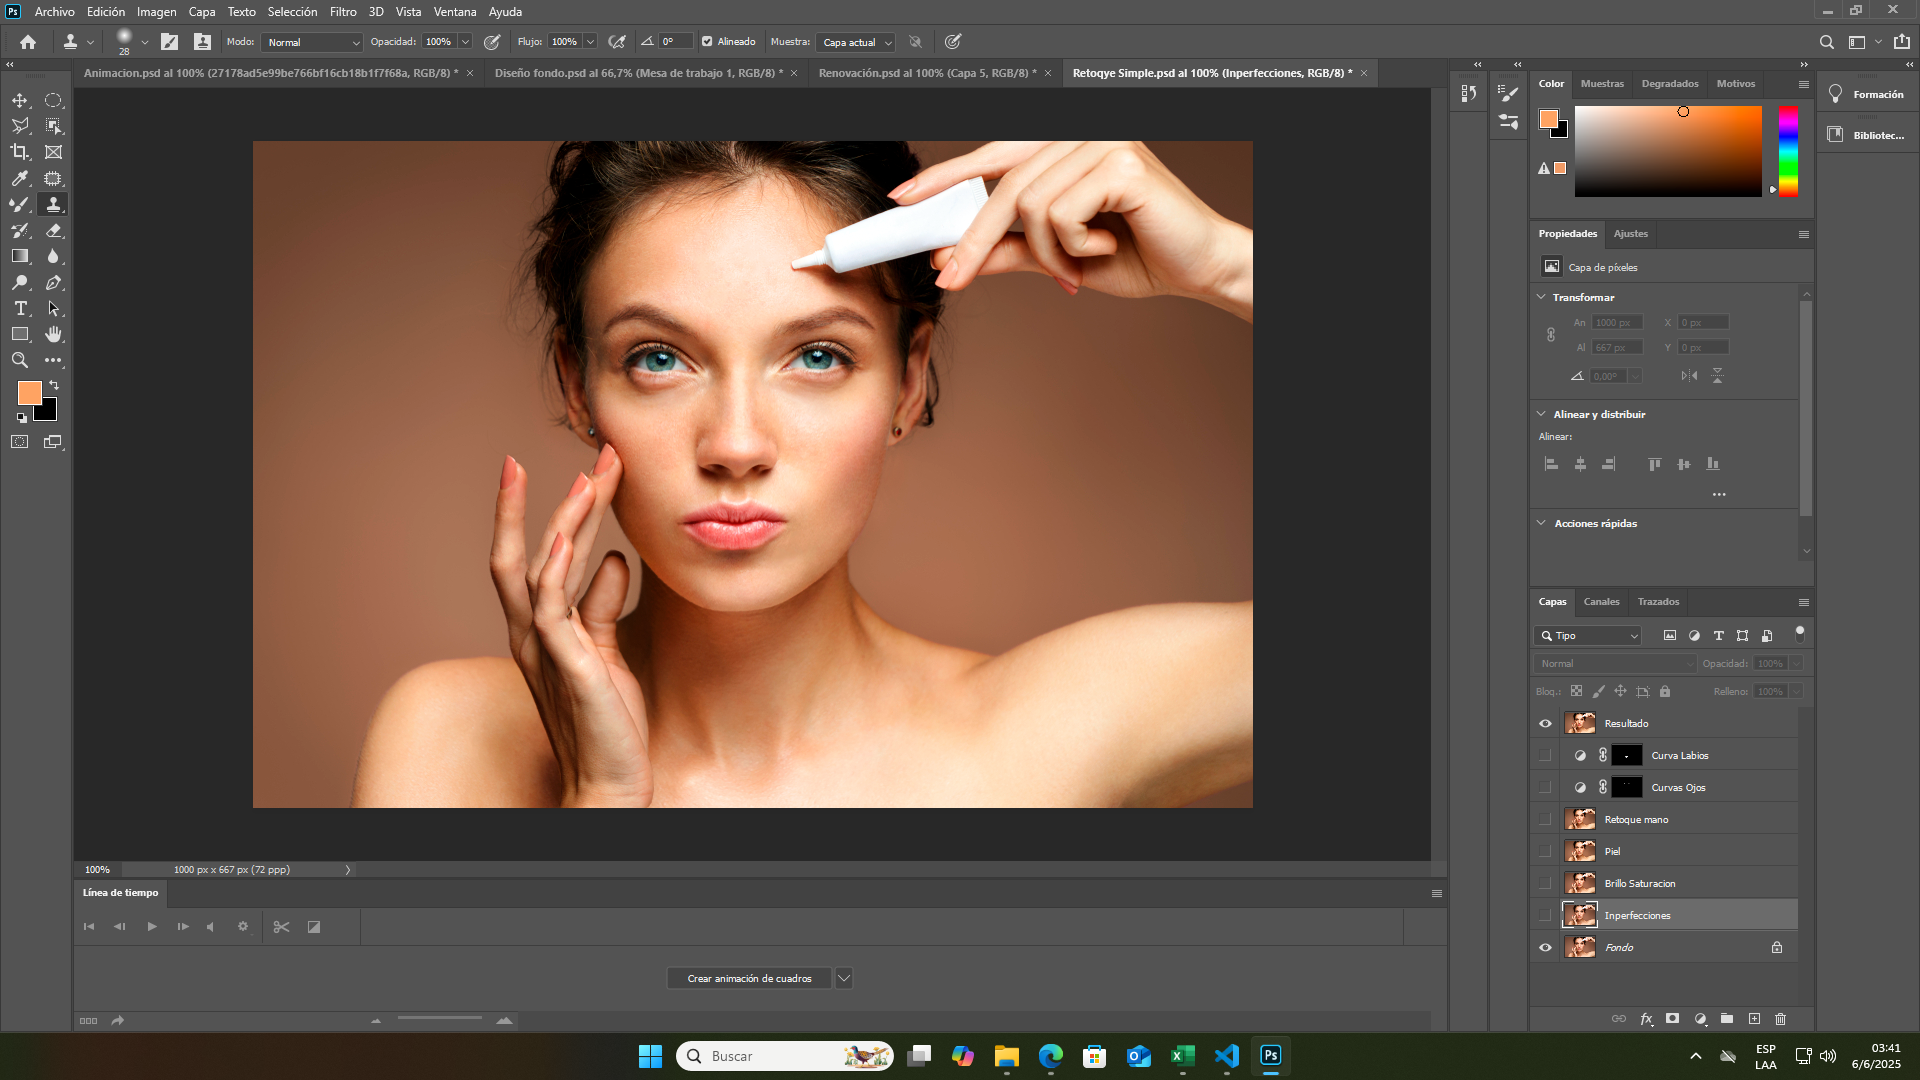 Ps Archivo Edición Imagen Capa Texto Selección Filtro 3D Vista Ventana Ayuda
28 Modo: Normal Opacidad: 100% Flujo: 100% 0° Alineado Muestra: Capa actual
Animacion.psd al 100% (27178ad5e99be766bf16cb18b1f7f68a, RGB/8) * Diseño fondo.psd al 66,7% (Mesa de trabajo 1, RGB/8) * Renovación.psd al 100% (Capa 5, RGB/8) * Retoqye Simple.psd al 100% (Inperfecciones, RGB/8) *
Color Muestras Degradados Motivos
Formación
Bibliotec...
Propiedades Ajustes
Capa de píxeles
Transformar
An 1000 px X 0 px
Al 667 px Y 0 px
0,00°
Alinear y distribuir
Alinear:
Acciones rápidas
Capas Canales Trazados
Tipo
Normal Opacidad: 100%
Bloq.: Relleno: 100%
Resultado
Curva Labios
Curvas Ojos
Retoque mano
Piel
Brillo Saturacion
Inperfecciones
Fondo
100% 1000 px x 667 px (72 ppp)
Línea de tiempo
Crear animación de cuadros
Buscar
ESP
LAA
03:41
6/6/2025